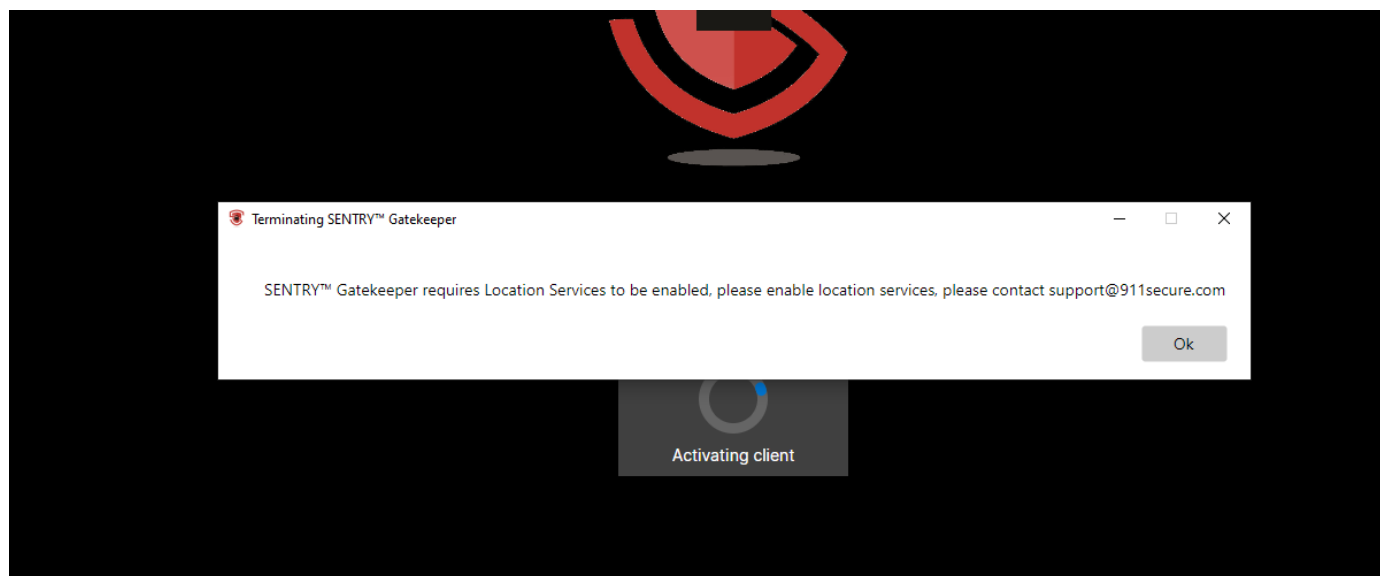 Terminating SENTRY™ Gatekeeper
SENTRY™ Gatekeeper requires Location Services to be enabled, please enable location services, please contact support@911secure.com
Ok
Activating client